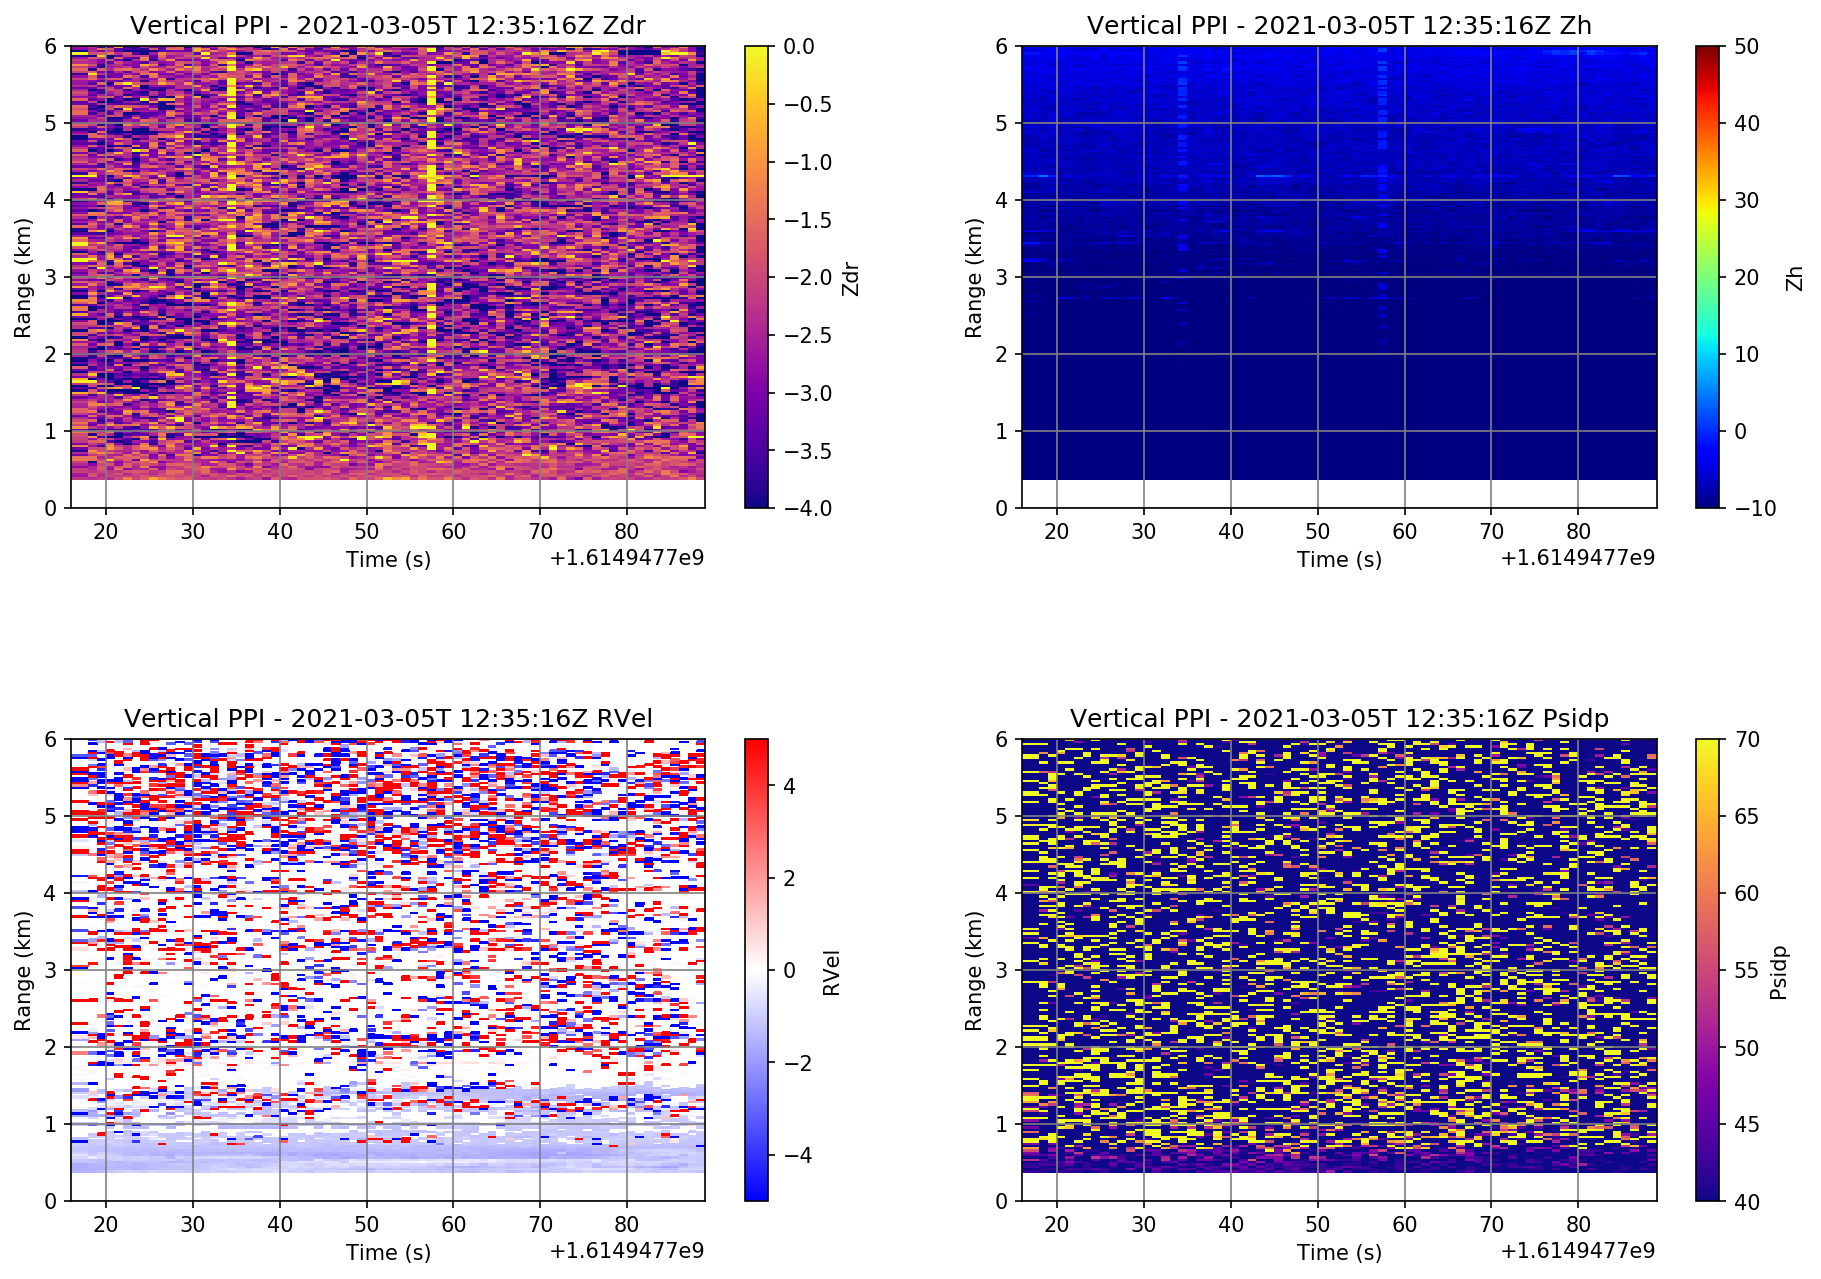 Vertical PPI - 2021-03-05T 12:35:16Z Zdr
6
5
4
3
2
1
0
Range (km)
20 30 40 50 60 70 80
Time (s)
+1.6149477e9
0.0
−0.5
−1.0
−1.5
−2.0
−2.5
−3.0
−3.5
−4.0
Zdr
Vertical PPI - 2021-03-05T 12:35:16Z Zh
6
5
4
3
2
1
0
Range (km)
20 30 40 50 60 70 80
Time (s)
+1.6149477e9
50
40
30
20
10
0
−10
Zh
Vertical PPI - 2021-03-05T 12:35:16Z RVel
6
5
4
3
2
1
0
Range (km)
20 30 40 50 60 70 80
Time (s)
+1.6149477e9
4
2
0
−2
−4
RVel
Vertical PPI - 2021-03-05T 12:35:16Z Psidp
6
5
4
3
2
1
0
Range (km)
20 30 40 50 60 70 80
Time (s)
+1.6149477e9
70
65
60
55
50
45
40
Psidp